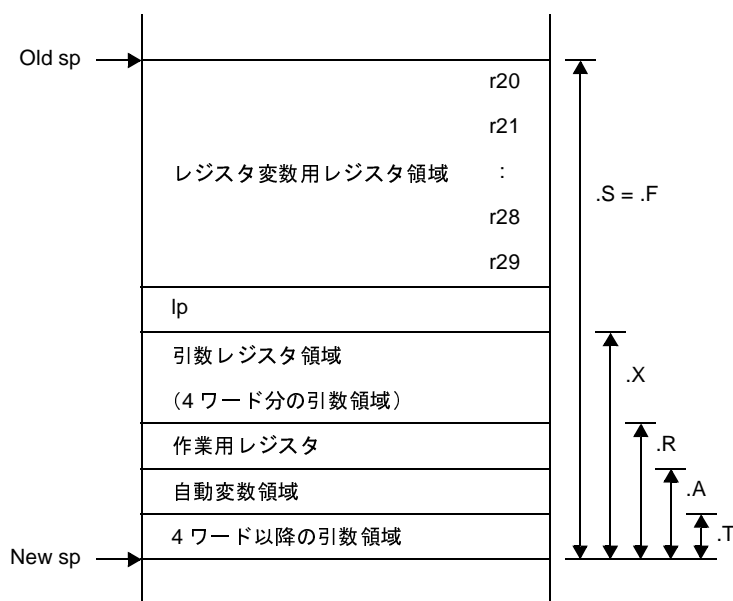 Old sp
r20
r21
レジスタ変数用レジスタ領域 :
.S = .F
r28
r29
lp
引数レジスタ領域
.X
(4 ワード分の引数領域)
作業用レジスタ
.R
自動変数領域
.A
4 ワード以降の引数領域
.T
New sp